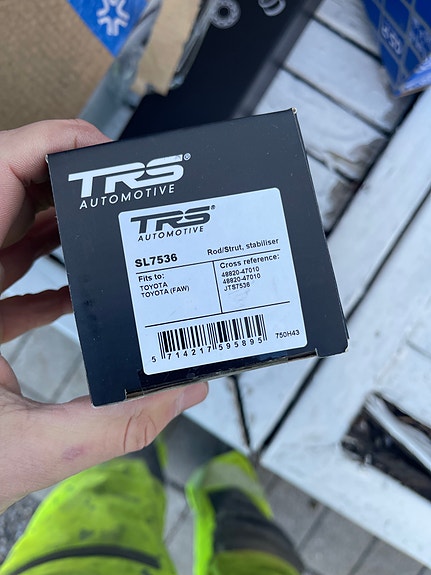 TRS®
AUTOMOTIVE
TRS®
AUTOMOTIVE
SL7536
Rod/Strut, stabiliser
Fits to:
TOYOTA
TOYOTA (FAW)
Cross reference:
48820-47010
48820-47010
JTS7536
5 714217 595895
750H43